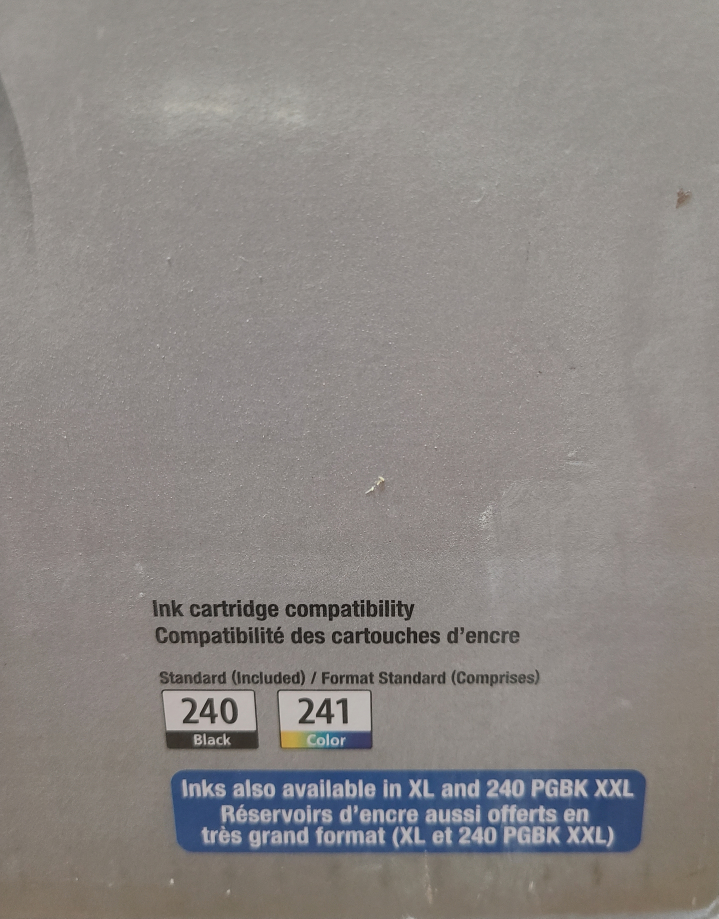 Ink cartridge compatibility
Compatibilité des cartouches d'encre
Standard (Included) / Format Standard (Comprises)
240 241
Black Color
Inks also available in XL and 240 PGBK XXL
Réservoirs d'encre aussi offerts en
très grand format (XL et 240 PGBK XXL)